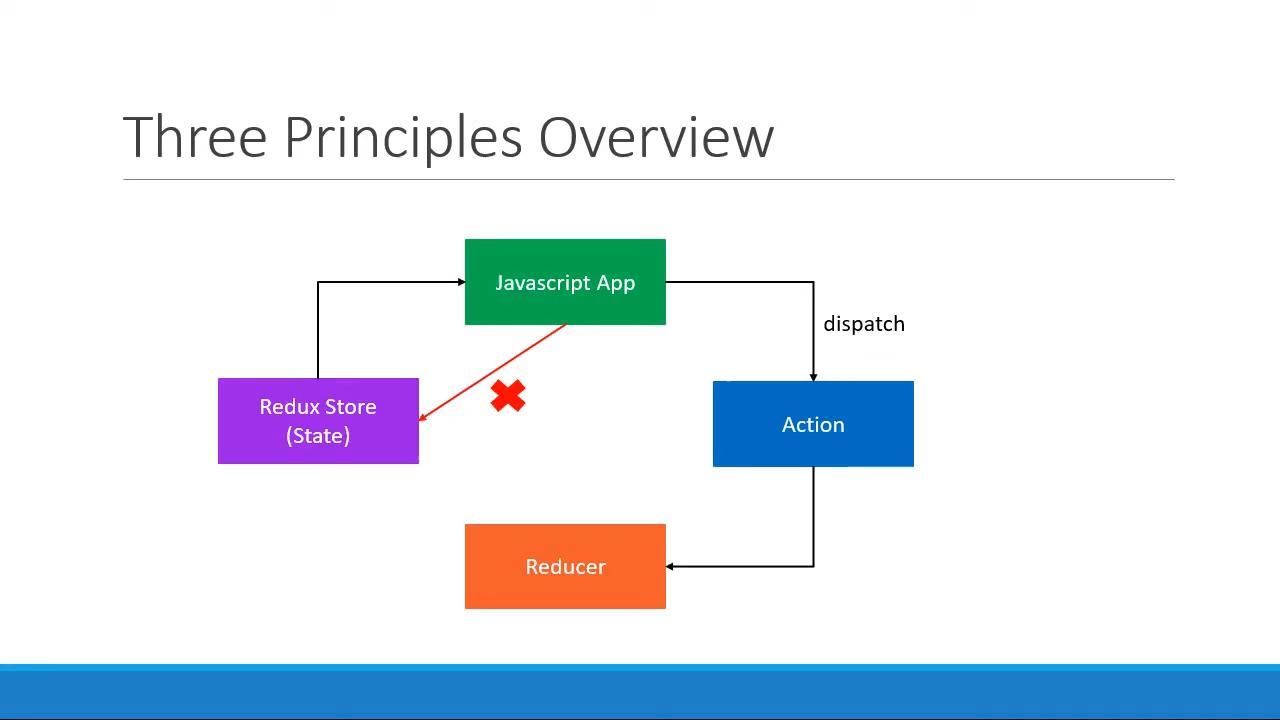 Three Principles Overview
Javascript App
dispatch
Redux Store
(State)
Action
Reducer